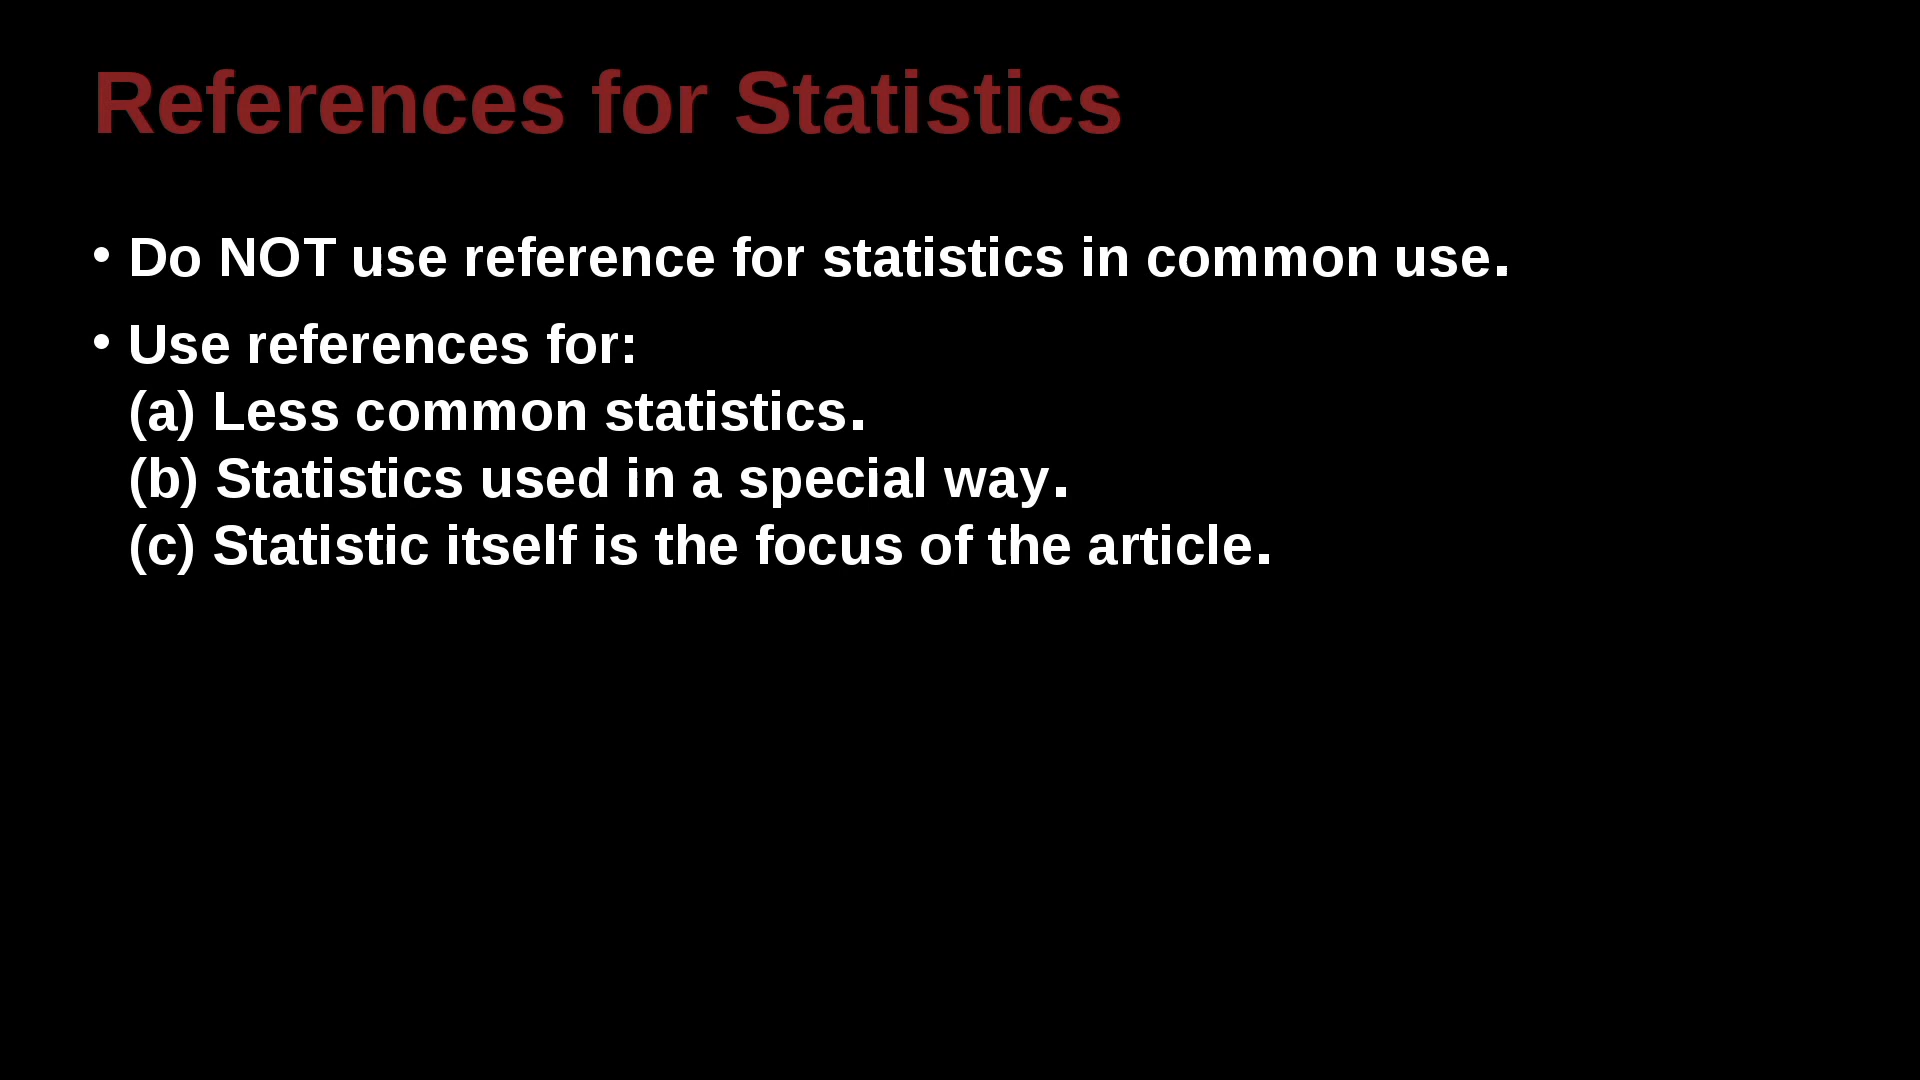 References for Statistics
• Do NOT use reference for statistics in common use.
• Use references for:
(a) Less common statistics.
(b) Statistics used in a special way.
(c) Statistic itself is the focus of the article.